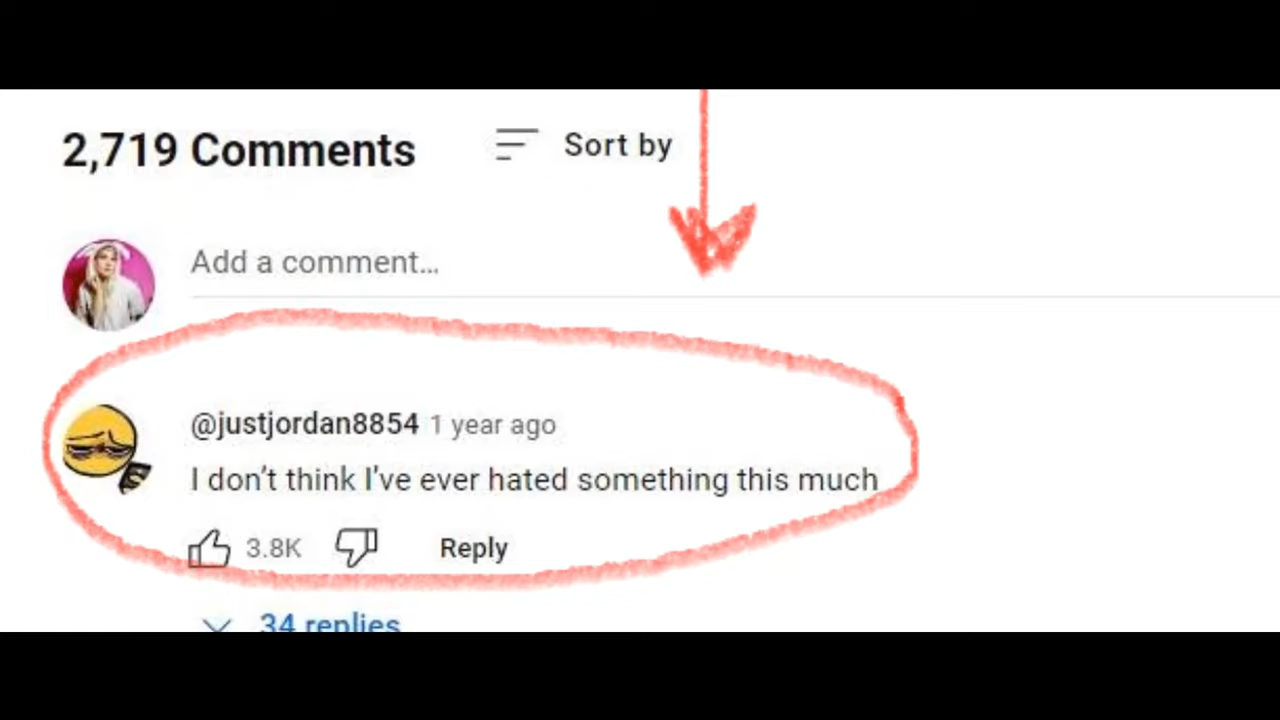 2,719 Comments Sort by
Add a comment...
@justjordan8854 1 year ago
I don't think I've ever hated something this much
3.8K Reply
34 replies